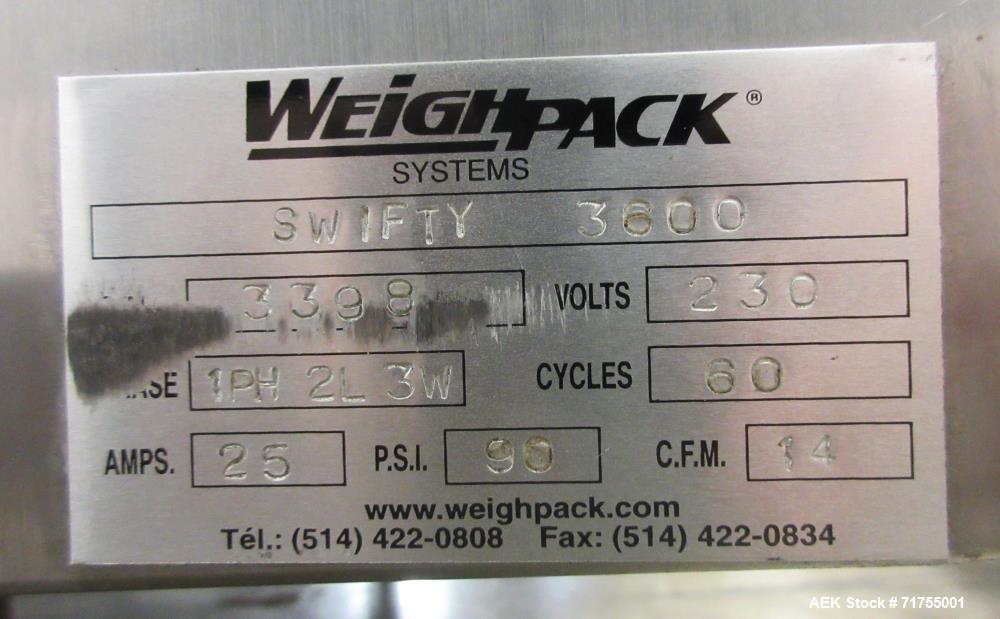 WEIGHPACK®
SYSTEMS
SWIFTY 3600
3398 VOLTS 230
1PH 2L 3W CYCLES 60
AMPS. 25 P.S.I. 90 C.F.M. 14
www.weighpack.com
Tél.: (514) 422-0808 Fax: (514) 422-0834
AEK Stock # 71755001